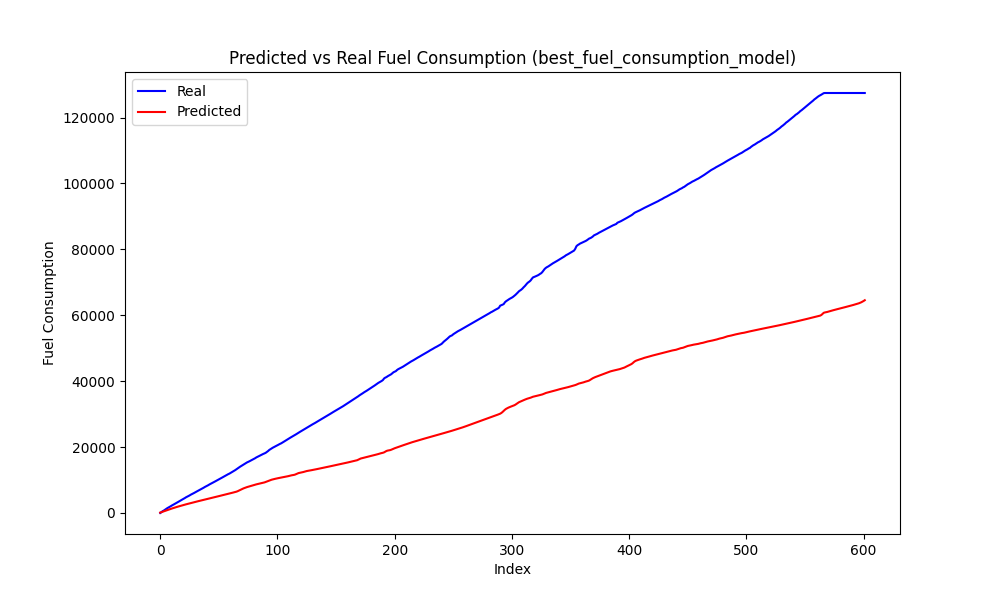 Predicted vs Real Fuel Consumption (best_fuel_consumption_model)
Real
Predicted
120000
100000
80000
60000
40000
20000
0
Fuel Consumption
0 100 200 300 400 500 600
Index